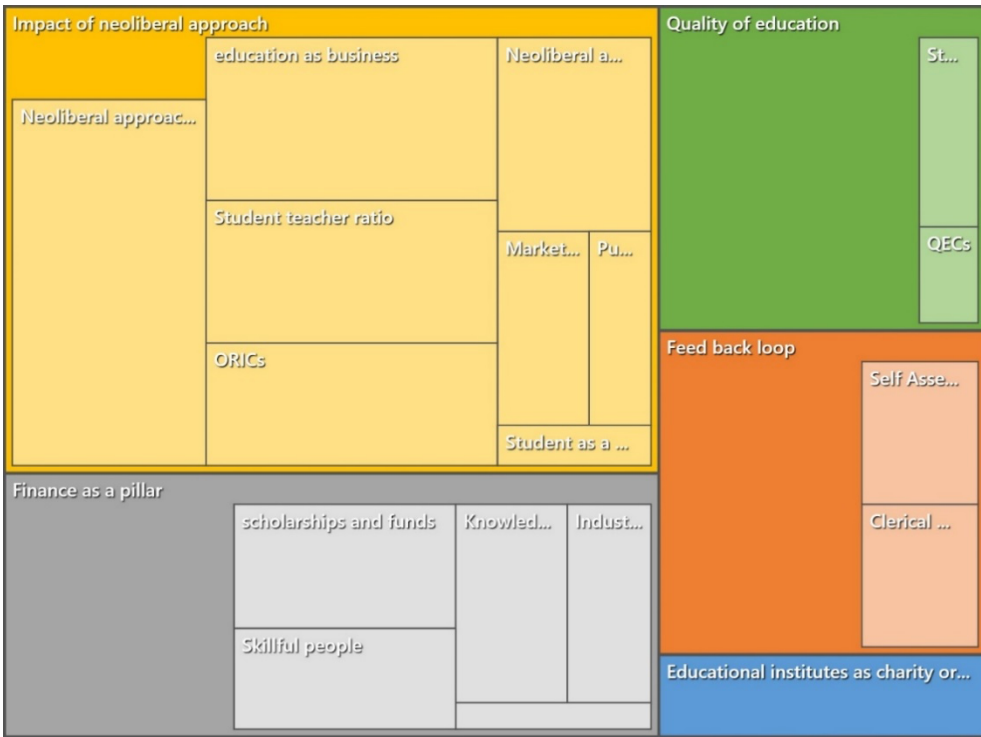 Impact of neoliberal approach
Neoliberal approac...
education as business
Student teacher ratio
ORICs
Neoliberal a...
Market...
Pu...
Student as a ...
Finance as a pillar
scholarships and funds
Skillful people
Knowled...
Indust...
Quality of education
St...
QECs
Feed back loop
Self Asse...
Clerical ...
Educational institutes as charity or...